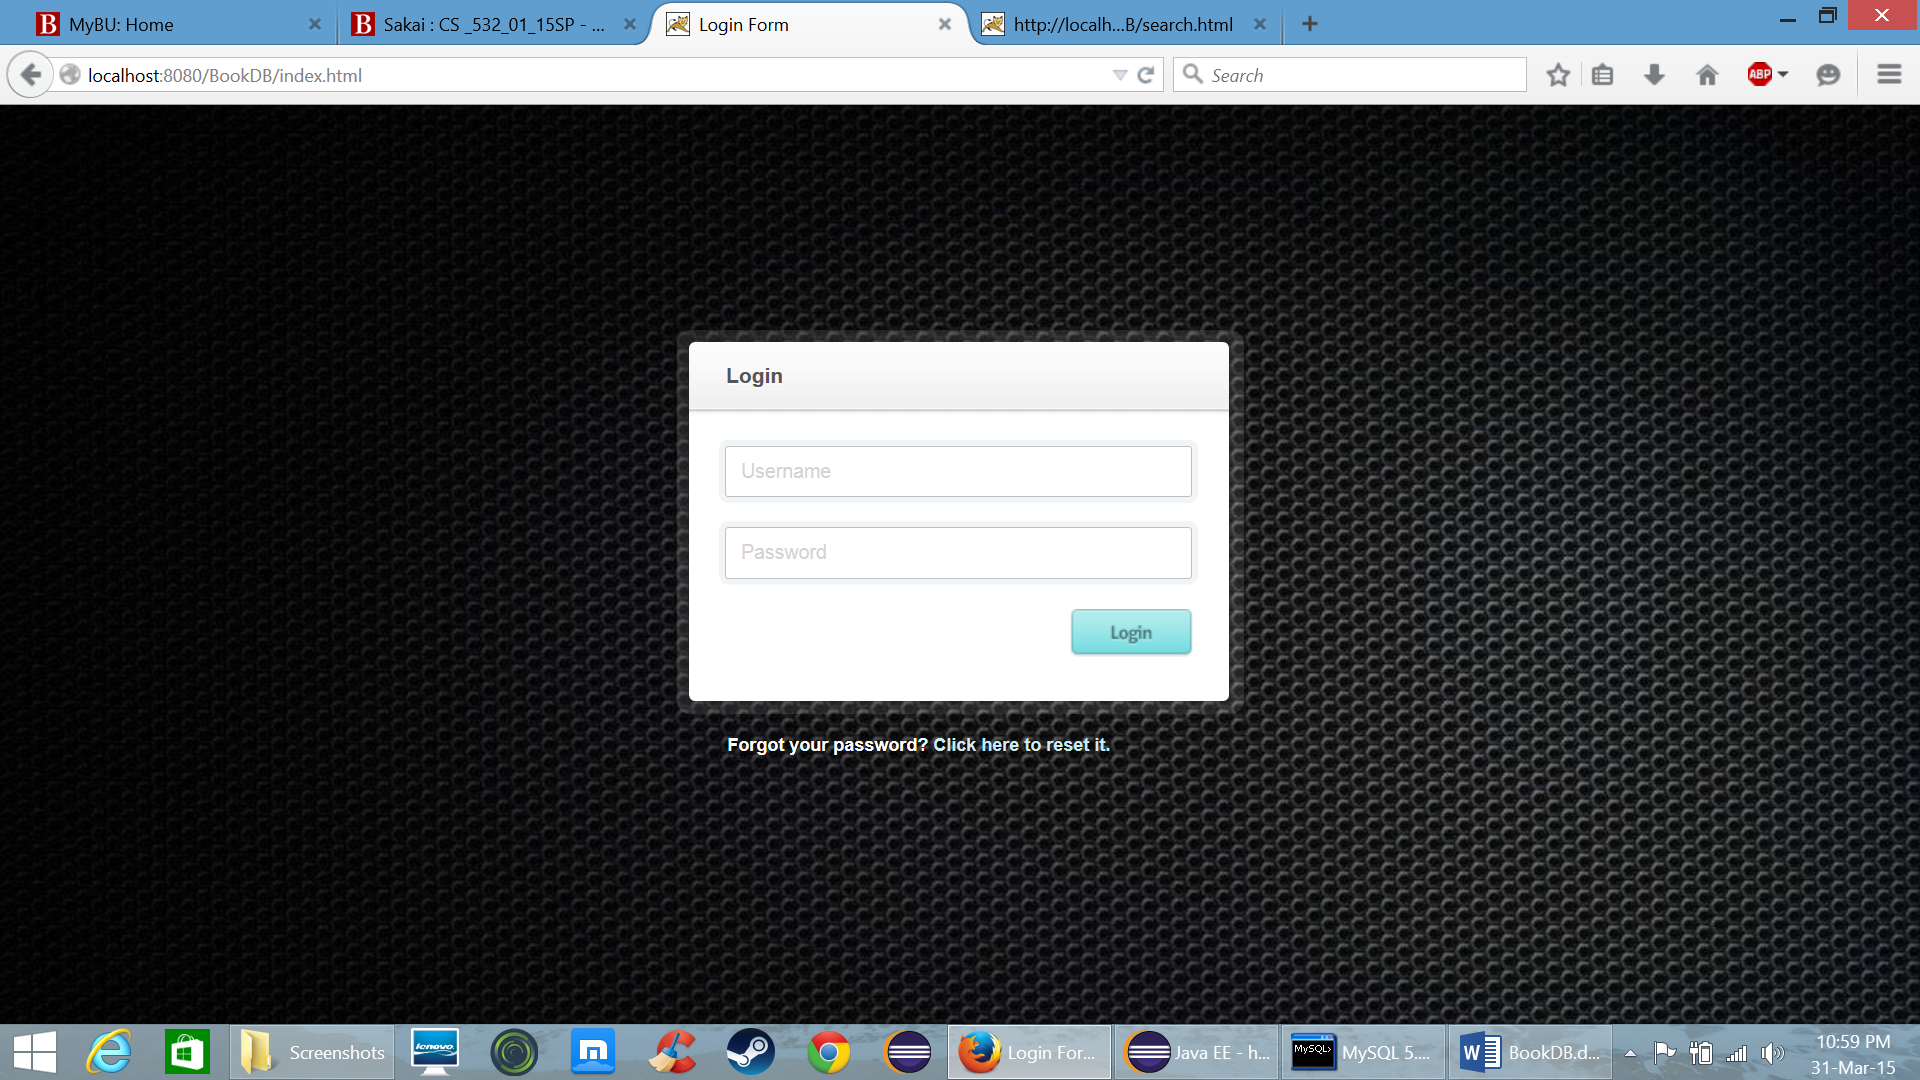 MyBU: Home
Sakai : CS _532_01_15SP - ...
Login Form
http://localh...B/search.html
localhost:8080/BookDB/index.html
Search
ABP
Login
Username
Password
Login
Forgot your password? Click here to reset it.
Screenshots
lenovo
Login For...
Java EE - h...
MySQL>
MySQL 5....
BookDB.d...
10:59 PM
31-Mar-15